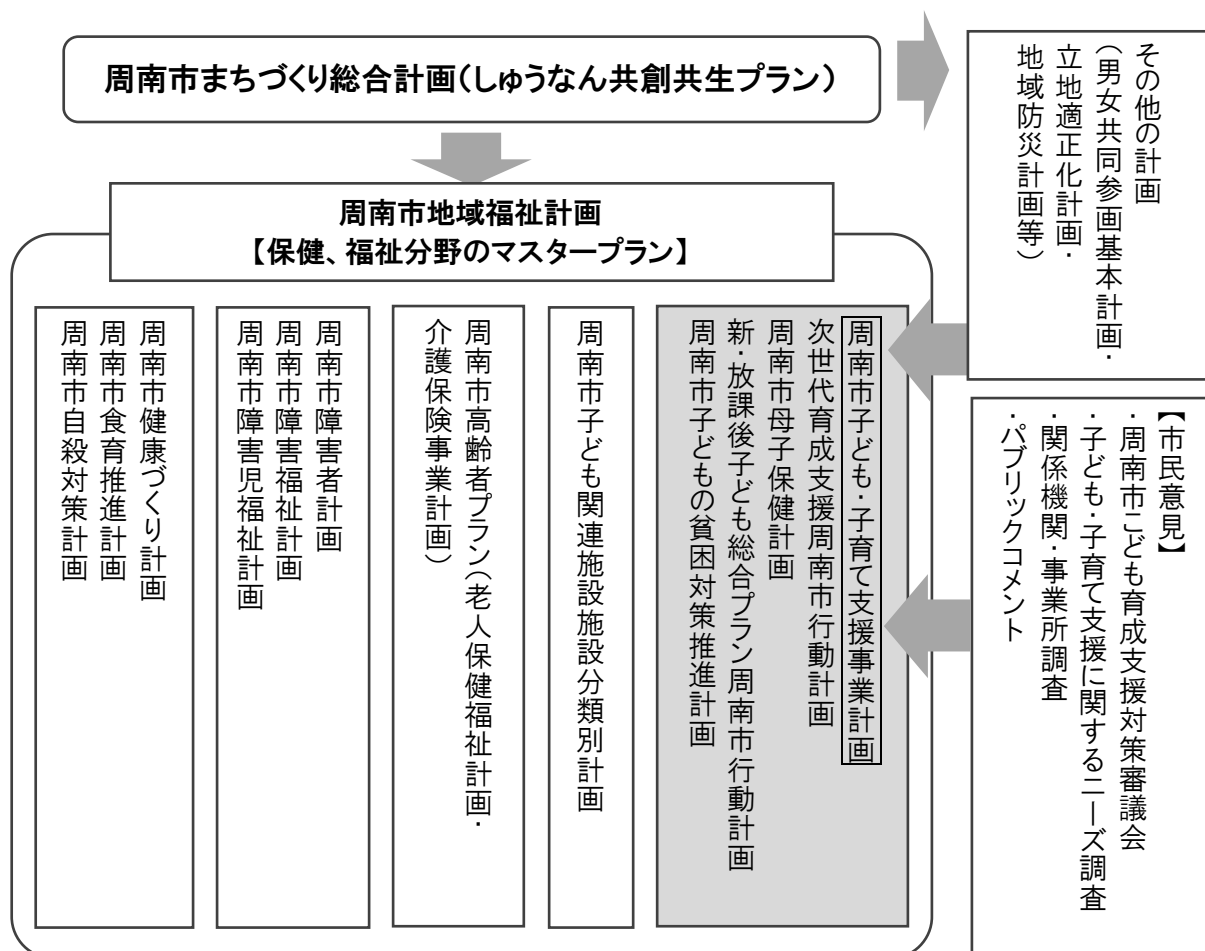 周南市まちづくり総合計画(しゅうなん共創共生プラン)
その他の計画
(男女共同参画基本計画・
立地適正化計画・
地域防災計画等)
周南市地域福祉計画
【保健、福祉分野のマスタープラン】
周南市子ども・子育て支援事業計画
次世代育成支援周南市行動計画
周南市母子保健計画
新・放課後子ども総合プラン周南市行動計画
周南市子どもの貧困対策推進計画
周南市子ども関連施設施設分類別計画
周南市高齢者プラン(老人保健福祉計画・
介護保険事業計画)
周南市障害者計画
周南市障害福祉計画
周南市障害児福祉計画
周南市健康づくり計画
周南市食育推進計画
周南市自殺対策計画
【市民意見】
・周南市こども育成支援対策審議会
・子ども・子育て支援に関するニーズ調査
・関係機関・事業所調査
・パブリックコメント